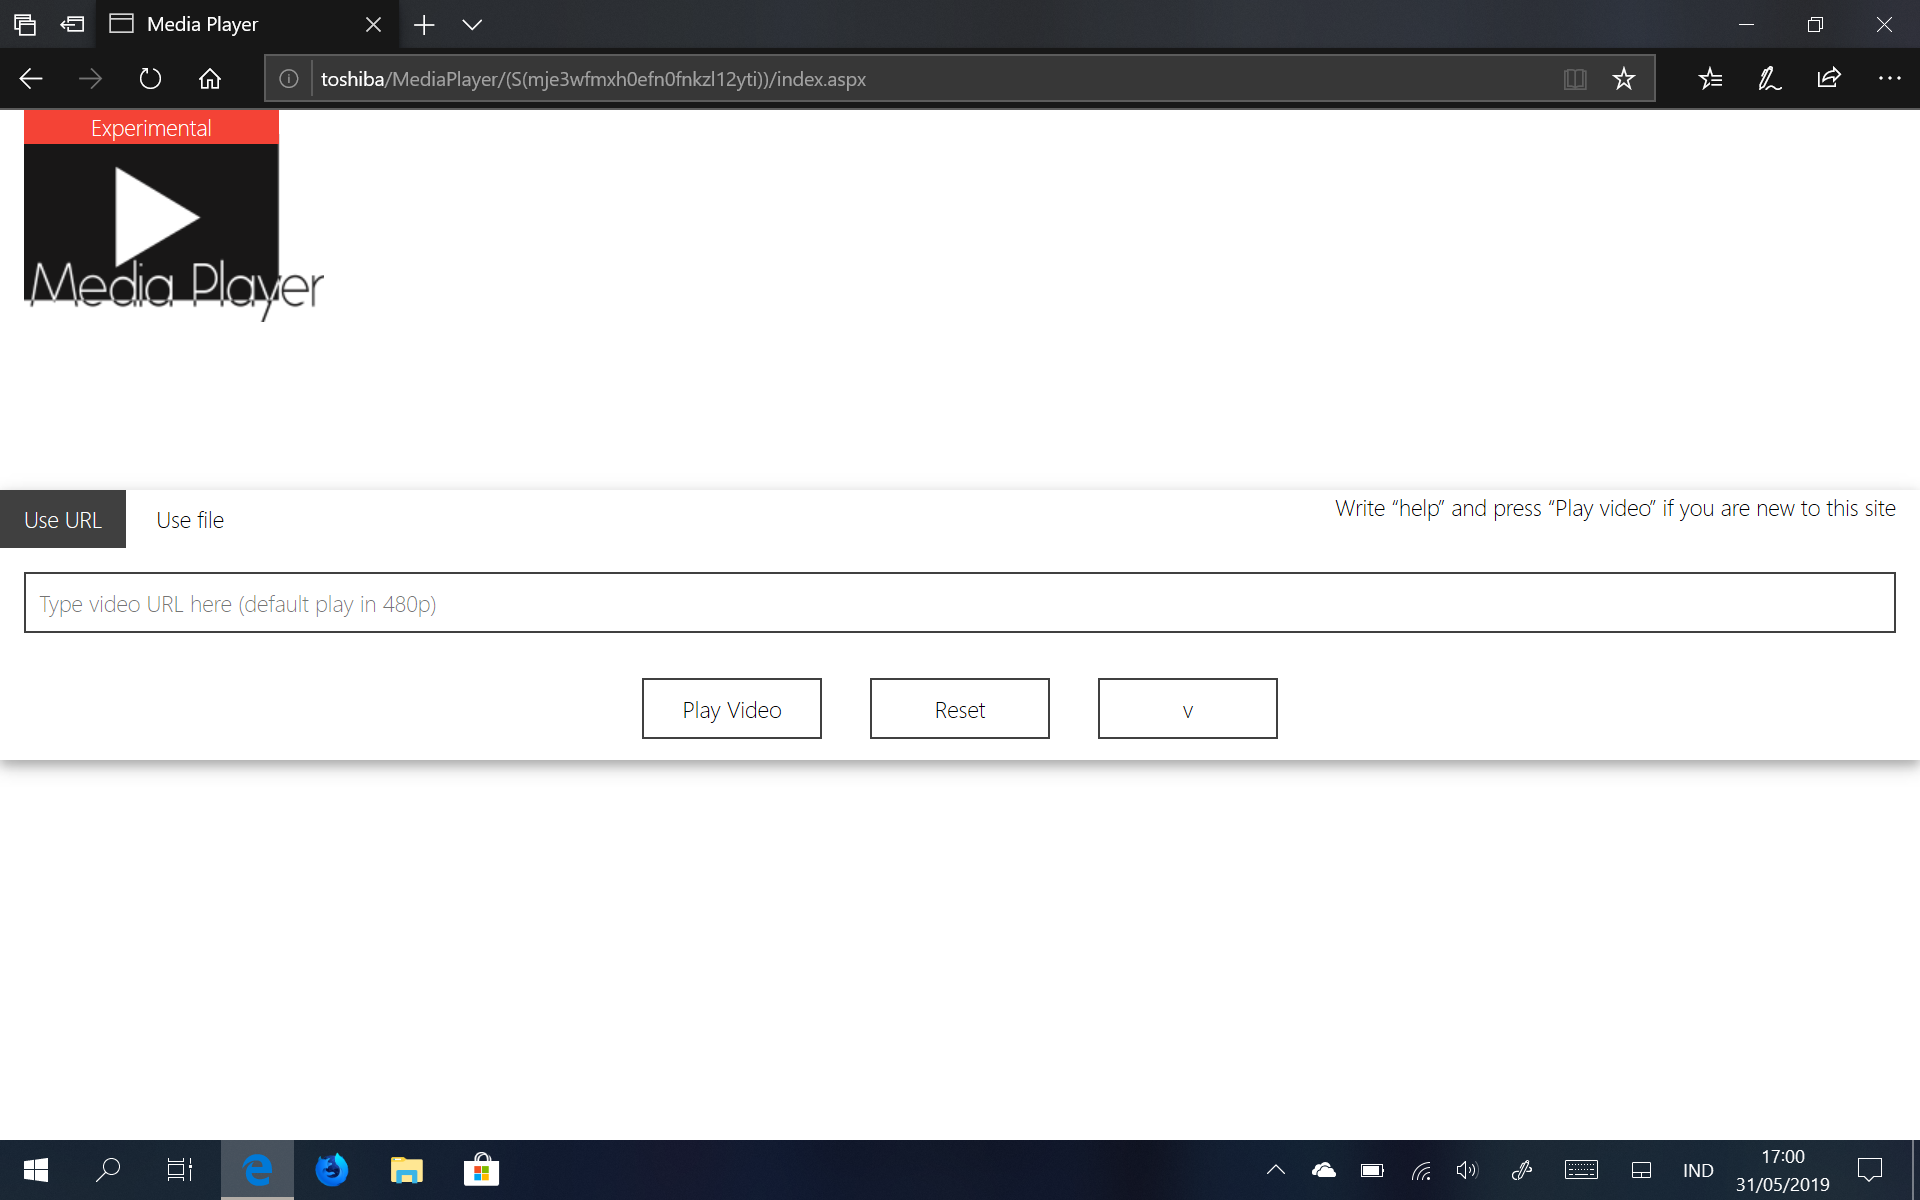 Media Player
toshiba/MediaPlayer/(S(mje3wfmxh0efn0fnkzl12yti))/index.aspx
Experimental
Media Player
Use URL
Use file
Write “help” and press “Play video” if you are new to this site
Type video URL here (default play in 480p)
Play Video
Reset
v
IND
17:00
31/05/2019